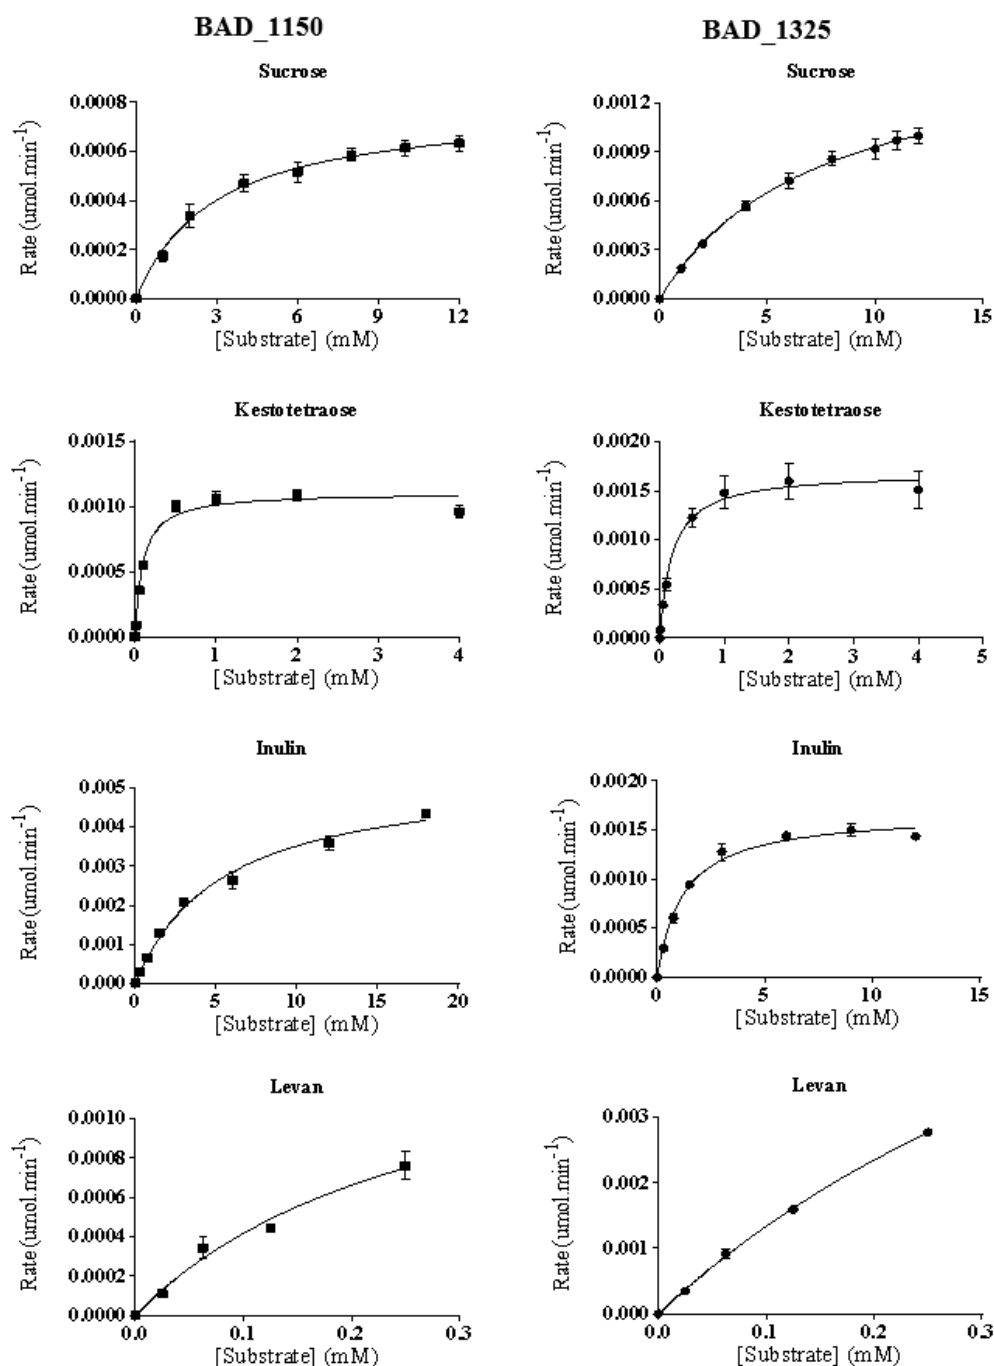 BAD_1150
BAD_1325
Sucrose
Rate (umol.min-1)
0.0008
0.0006
0.0004
0.0002
0.0000
0 3 6 9 12
[Substrate] (mM)
Sucrose
Rate (umol.min-1)
0.0012
0.0009
0.0006
0.0003
0.0000
0 5 10 15
[Substrate] (mM)
Kestotetraose
Rate (umol.min-1)
0.0015
0.0010
0.0005
0.0000
0 1 2 3 4
[Substrate] (mM)
Kestotetraose
Rate (umol.min-1)
0.0020
0.0015
0.0010
0.0005
0.0000
0 1 2 3 4 5
[Substrate] (mM)
Inulin
Rate (umol.min-1)
0.005
0.004
0.003
0.002
0.001
0.000
0 5 10 15 20
[Substrate] (mM)
Inulin
Rate (umol.min-1)
0.0020
0.0015
0.0010
0.0005
0.0000
0 5 10 15
[Substrate] (mM)
Levan
Rate (umol.min-1)
0.0010
0.0008
0.0006
0.0004
0.0002
0.0000
0.0 0.1 0.2 0.3
[Substrate] (mM)
Levan
Rate (umol.min-1)
0.003
0.002
0.001
0.000
0.0 0.1 0.2 0.3
[Substrate] (mM)